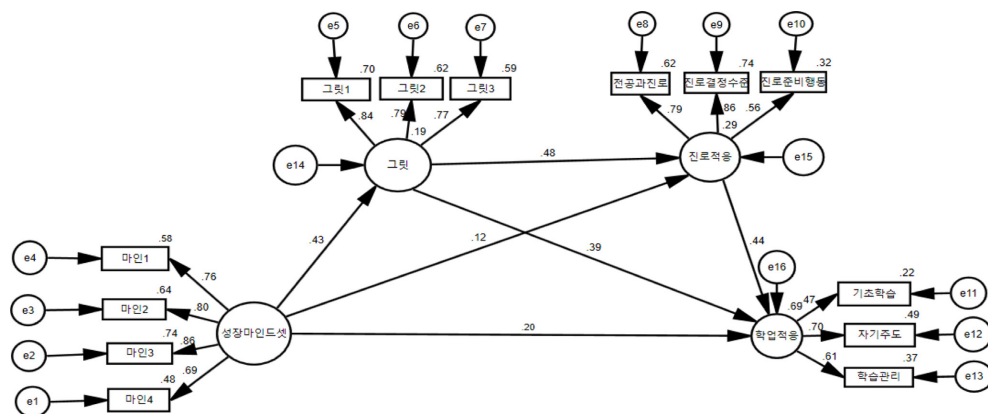 e5
e6
e7
e8
e9
e10
.70
.62
.59
.62
.74
.32
그릿1
그릿2
그릿3
전공과진로
진로결정수준
진로준비행동
.84
.79
.77
.79
.86
.56
.19
.29
e14
그릿
.48
진로적응
e15
.43
.12
.39
.44
e4
마인1
.58
.76
e16
e3
마인2
.64
.80
성장마인드셋
.20
.69
학업적응
.47
기초학습
.22
e11
e2
마인3
.74
.86
.70
자기주도
.49
e12
e1
마인4
.48
.69
.61
학습관리
.37
e13